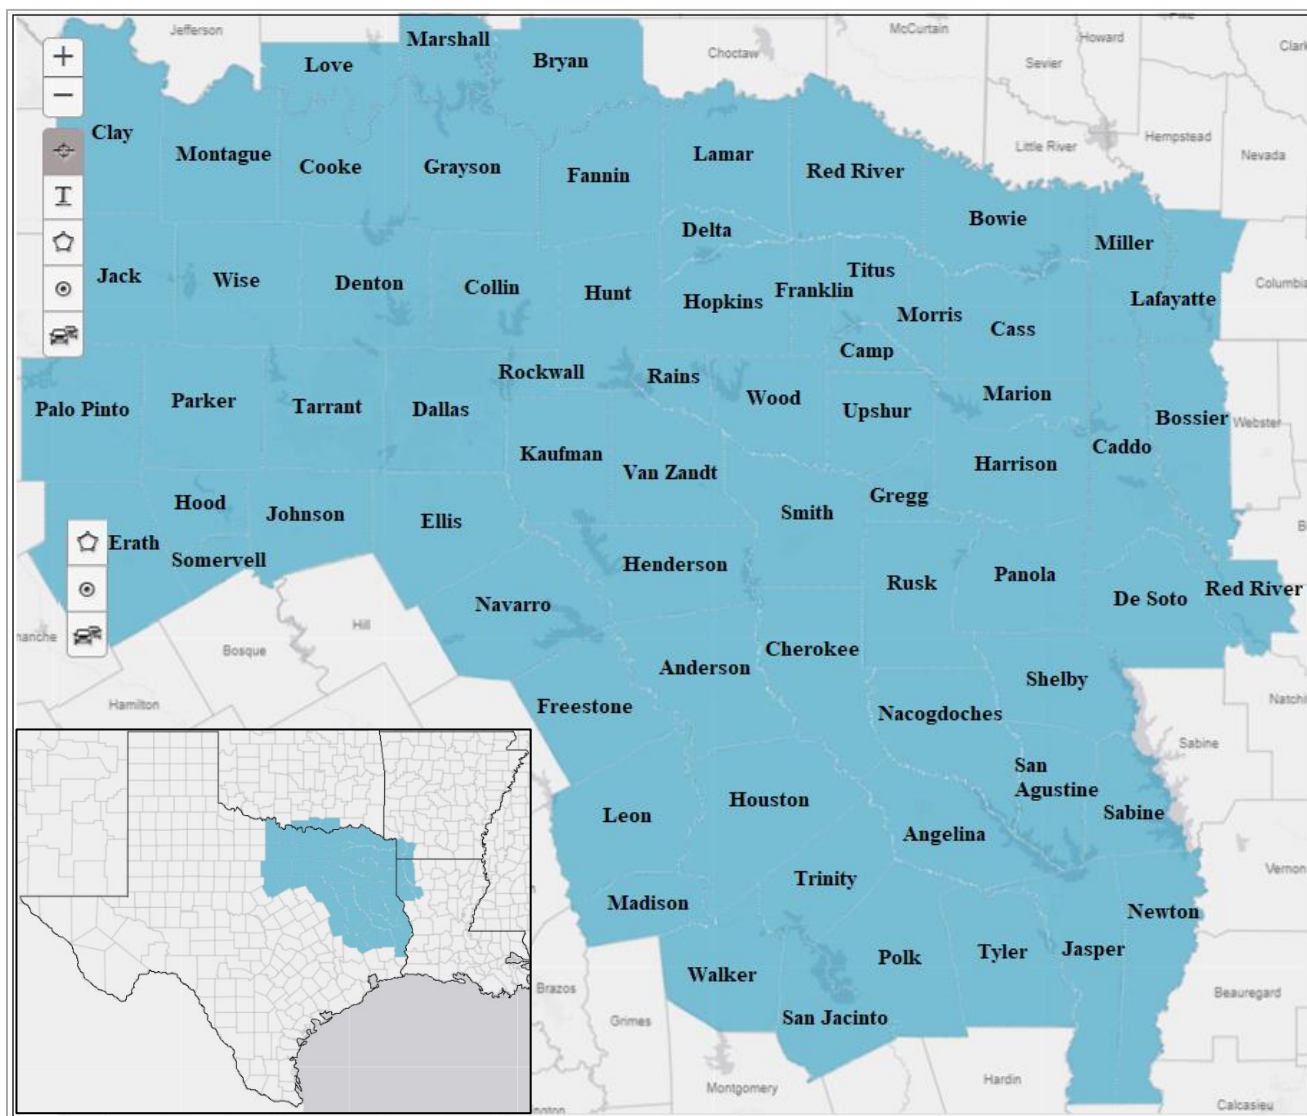 Jefferson
McCurtain
Pike
Marshall
Howard
Love
Bryan
Choctaw
Sevier
Clark
+
−
Clay
Little River
Hempstead
Nevada
Montague
Cooke
Grayson
Fannin
Lamar
Red River
T
Bowie
Delta
Miller
Jack
Wise
Denton
Collin
Hunt
Titus
Hopkins
Franklin
Columbia
Lafayatte
Morris
Cass
Camp
Rockwall
Rains
Palo Pinto
Parker
Tarrant
Dallas
Wood
Upshur
Marion
Bossier
Webster
Kaufman
Van Zandt
Harrison
Caddo
Hood
Johnson
Ellis
Smith
Gregg
Erath
Somervell
Henderson
Rusk
Panola
De Soto
Red River
manche
Bosque
Hill
Navarro
Cherokee
Anderson
Shelby
Hamilton
Freestone
Nacogdoches
Natchi
Sabine
San
Agustine
Houston
Leon
Sabine
Angelina
Trinity
Vernon
Madison
Newton
Walker
Polk
Tyler
Jasper
Brazos
Grimes
San Jacinto
Beauregard
Montgomery
Hardin
Calcasieu
ington